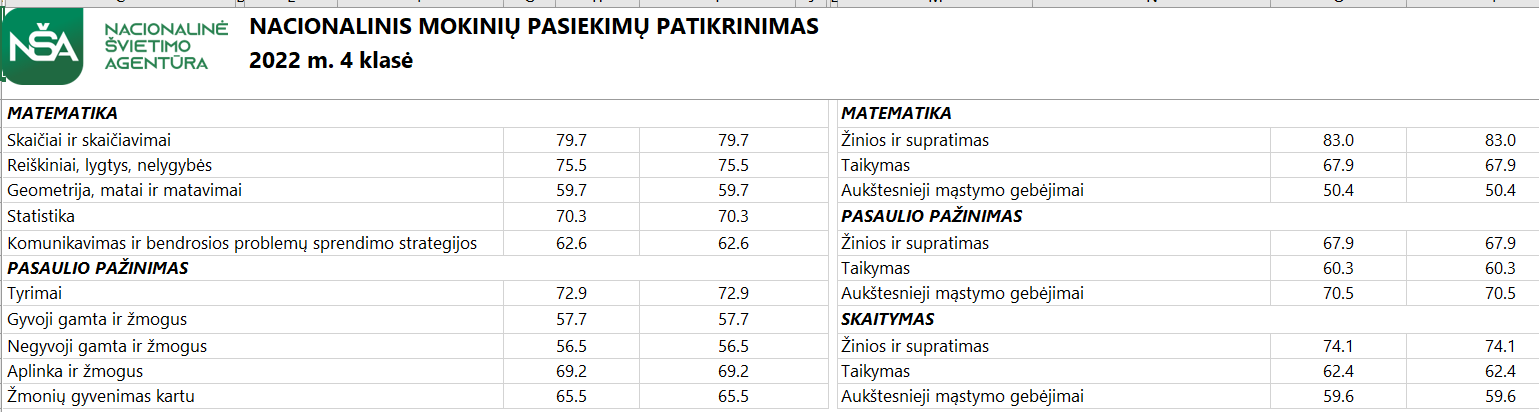 NŠA
NACIONALINĖ
ŠVIETIMO
AGENTŪRA
NACIONALINIS MOKINIŲ PASIEKIMŲ PATIKRINIMAS
2022 m. 4 klasė
MATEMATIKA
Skaičiai ir skaičiavimai 79.7 79.7
Reiškiniai, lygtys, nelygybės 75.5 75.5
Geometrija, matai ir matavimai 59.7 59.7
Statistika 70.3 70.3
Komunikavimas ir bendrosios problemų sprendimo strategijos 62.6 62.6
PASAULIO PAŽINIMAS
Tyrimai 72.9 72.9
Gyvoji gamta ir žmogus 57.7 57.7
Negyvoji gamta ir žmogus 56.5 56.5
Aplinka ir žmogus 69.2 69.2
Žmonių gyvenimas kartu 65.5 65.5
MATEMATIKA
Žinios ir supratimas 83.0 83.0
Taikymas 67.9 67.9
Aukštesnieji mąstymo gebėjimai 50.4 50.4
PASAULIO PAŽINIMAS
Žinios ir supratimas 67.9 67.9
Taikymas 60.3 60.3
Aukštesnieji mąstymo gebėjimai 70.5 70.5
SKAITYMAS
Žinios ir supratimas 74.1 74.1
Taikymas 62.4 62.4
Aukštesnieji mąstymo gebėjimai 59.6 59.6